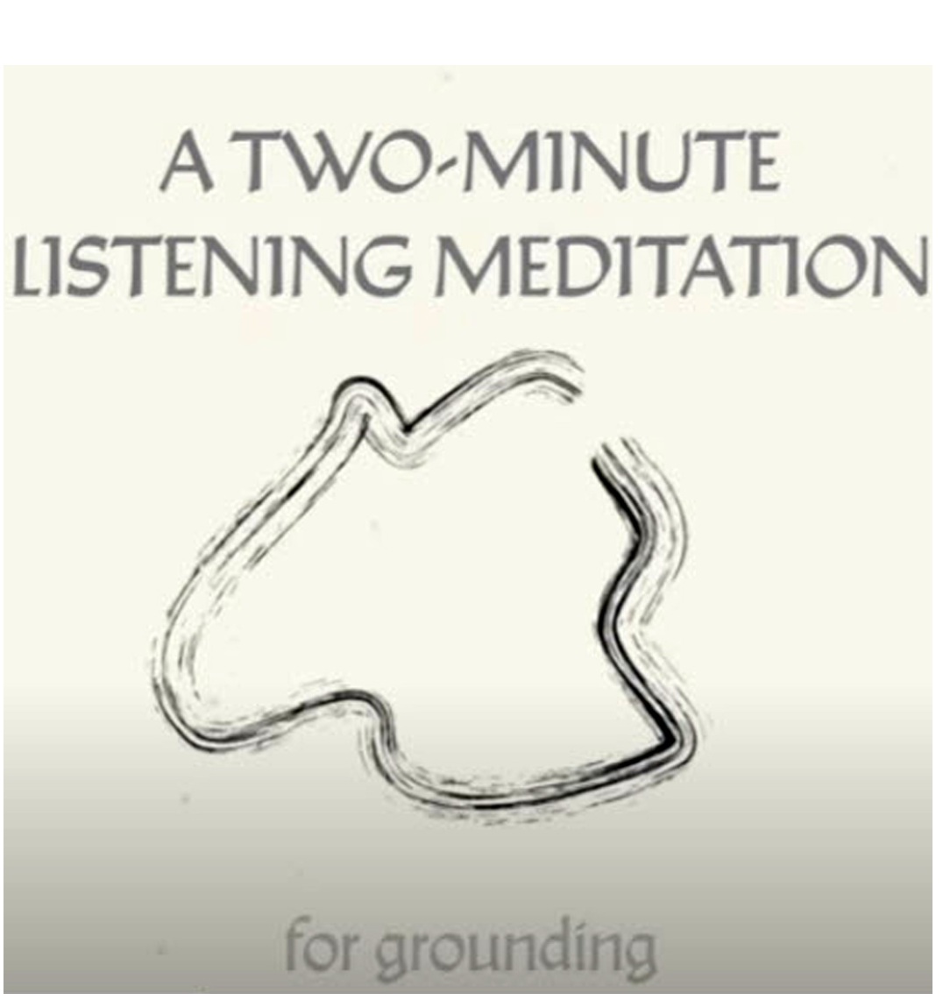 A TWO-MINUTE
LISTENING MEDITATION
for grounding